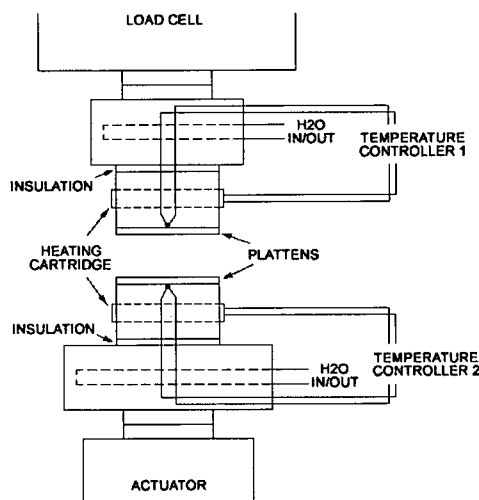 LOAD CELL
H2O
IN/OUT
TEMPERATURE
CONTROLLER 1
INSULATION
HEATING
CARTRIDGE
PLATTENS
INSULATION
H2O
IN/OUT
TEMPERATURE
CONTROLLER 2
ACTUATOR